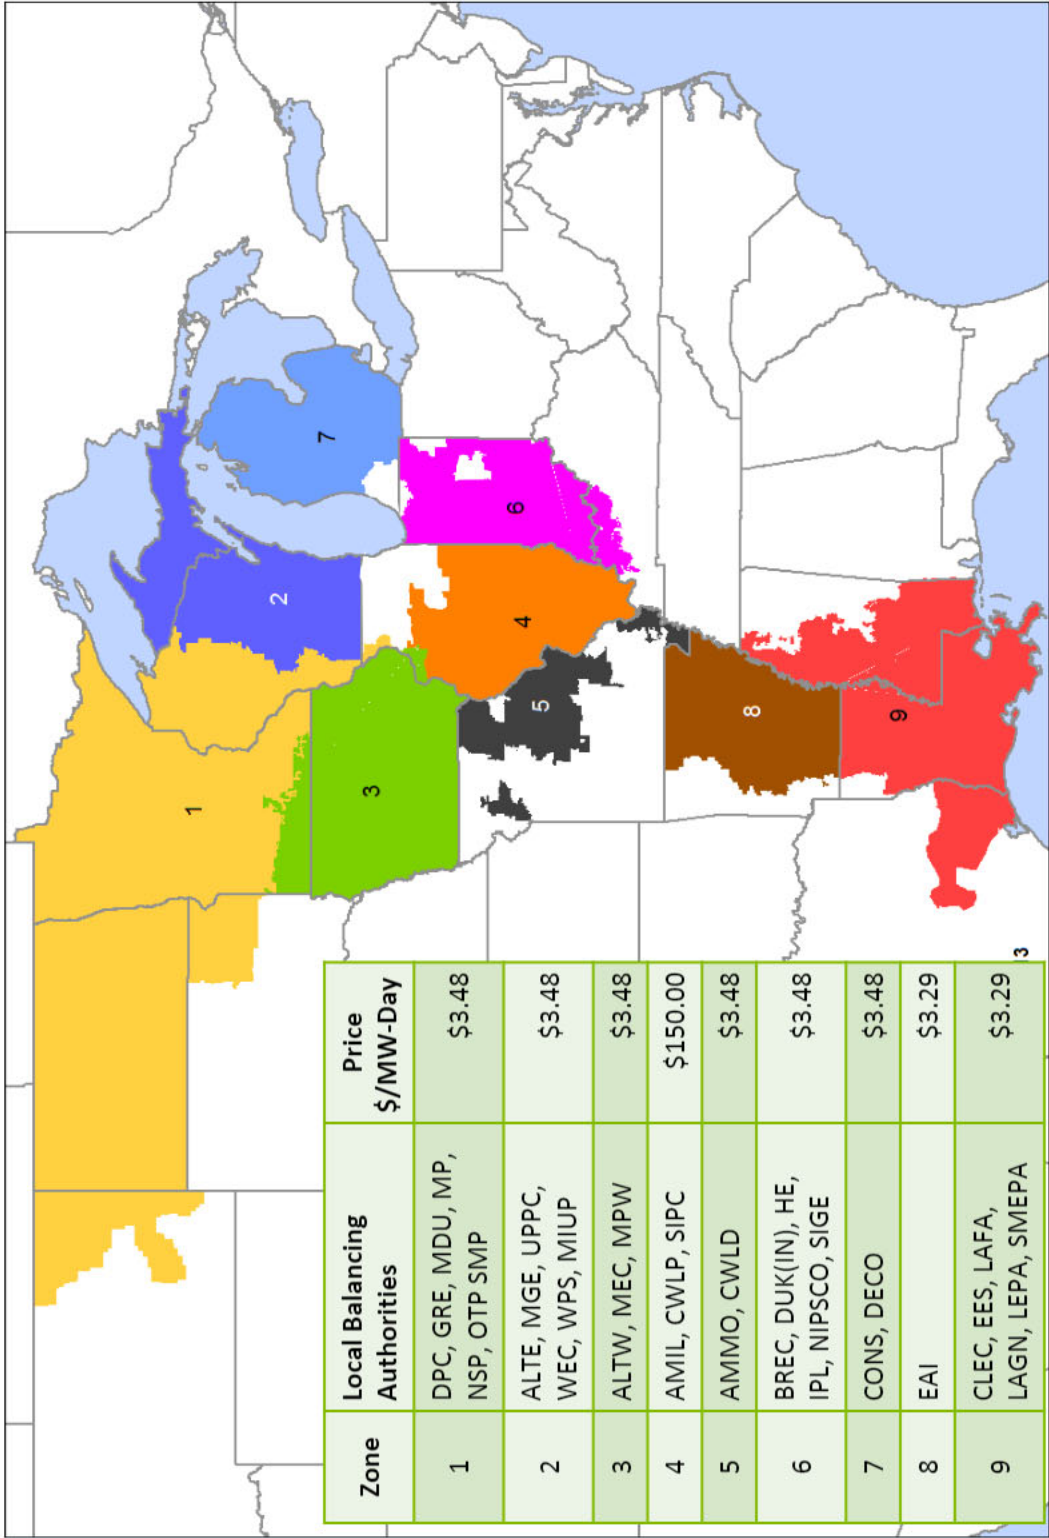 1
2
3
4
5
6
7
8
9
Zone
Local Balancing
Authorities
Price
$/MW-Day
1
DPC, GRE, MDU, MP,
NSP, OTP SMP
$3.48
2
ALTE, MGE, UPPC,
WEC, WPS, MIUP
$3.48
3
ALTW, MEC, MPW
$3.48
4
AMIL, CWLP, SIPC
$150.00
5
AMMO, CWLD
$3.48
6
BREC, DUK(IN), HE,
IPL, NIPSCO, SIGE
$3.48
7
CONS, DECO
$3.48
8
EAI
$3.29
9
CLEC, EES, LAFA,
LAGN, LEPA, SMEPA
$3.29